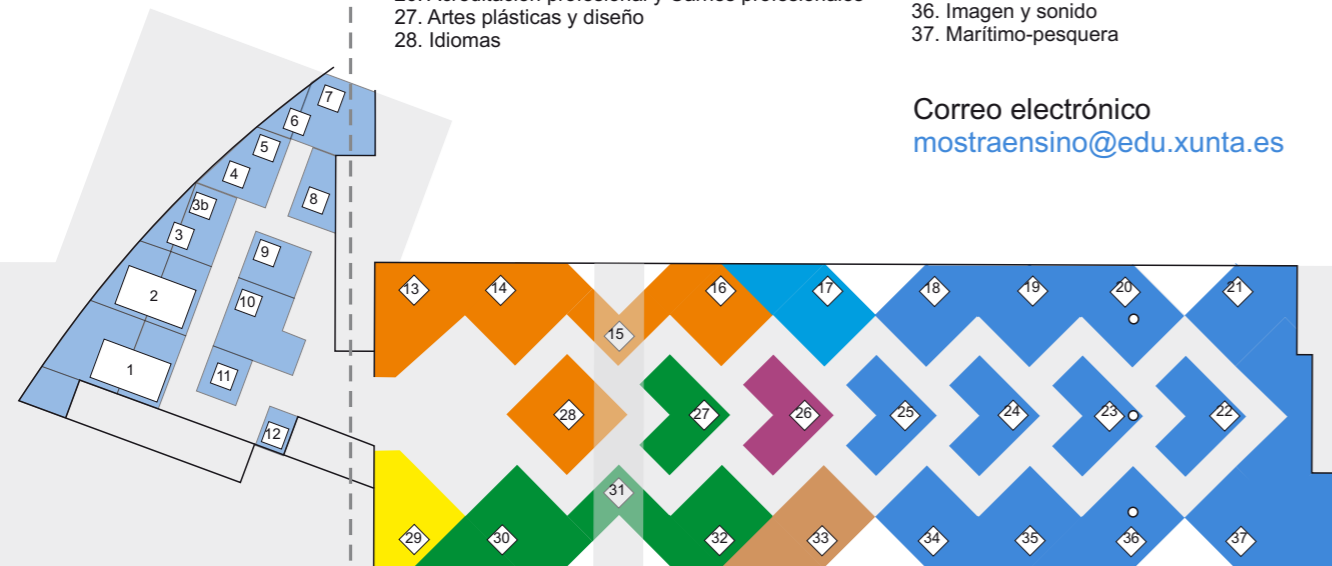 27. Artes plásticas y diseño
28. Idiomas
36. Imagen y sonido
37. Marítimo-pesquera
Correo electrónico
mostraensino@edu.xunta.es
7
6
5
4
8
3b
3
9
2
10
1
11
12
13 14 16 17 18 19 20 21
15
28 27 26 25 24 23 22
31
29 30 32 33 34 35 36 37